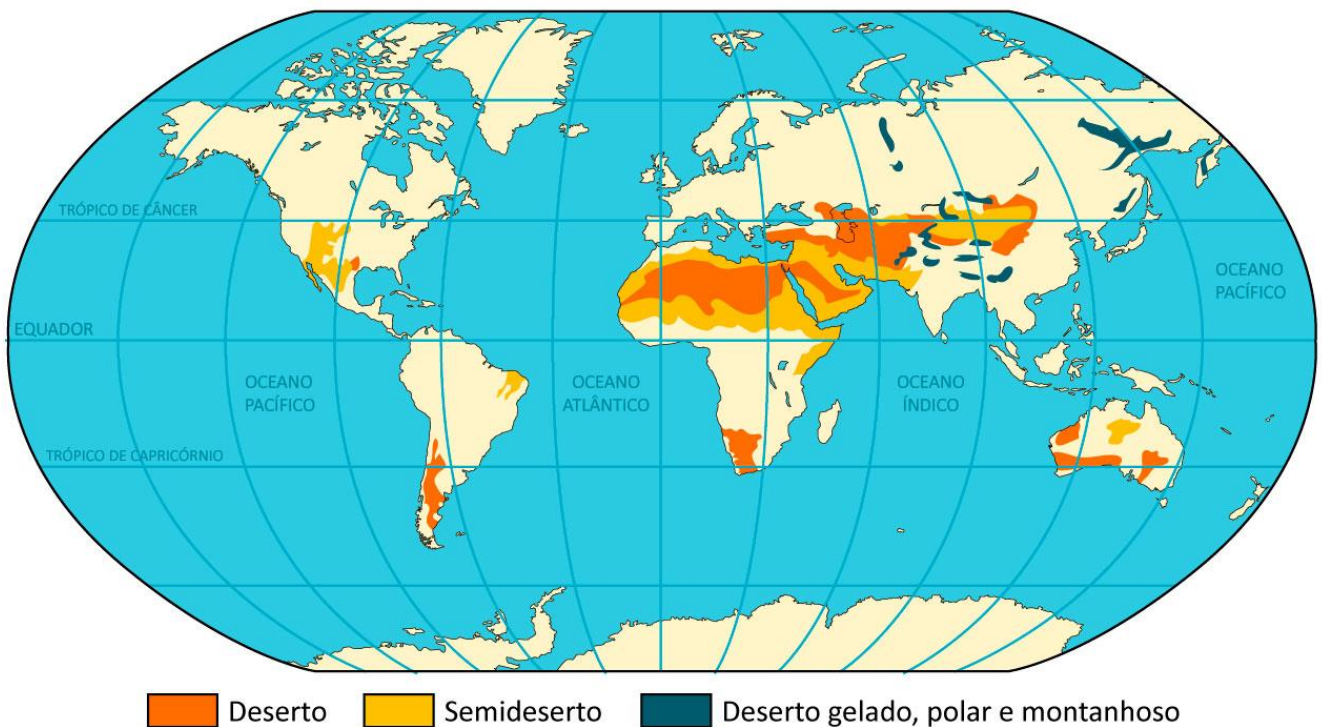 TRÓPICO DE CÂNCER
OCEANO
PACÍFICO
EQUADOR
OCEANO
PACÍFICO
OCEANO
ATLÂNTICO
OCEANO
ÍNDICO
TRÓPICO DE CAPRICÓRNIO
Deserto
Semideserto
Deserto gelado, polar e montanhoso